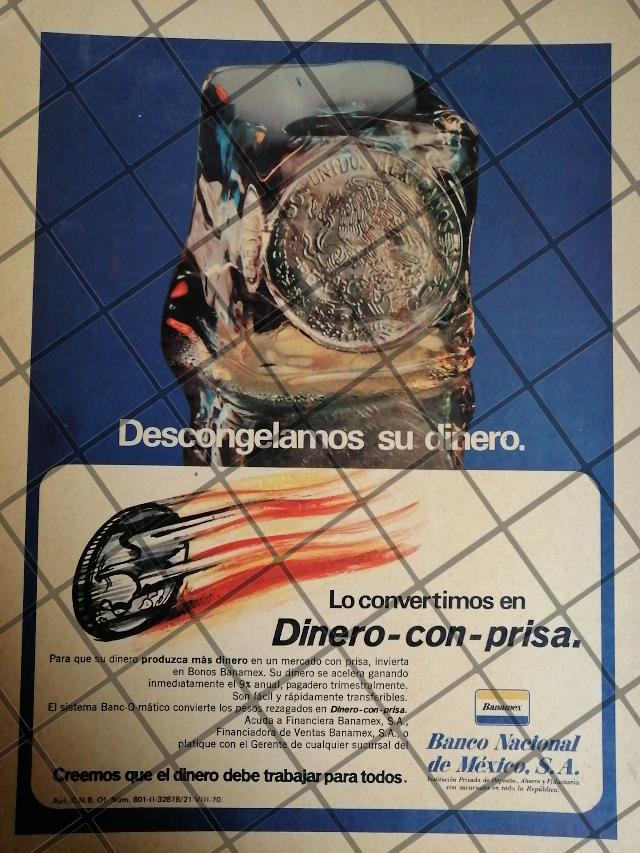 UNIDOS MEXICANOS
Descongelamos su dinero.
Lo convertimos en
Dinero-con-prisa.
Para que su dinero produzca más dinero en un mercado con prisa, invierta
en Bonos Banamex. Su dinero se acelera ganando
inmediatamente el 9% anual, pagadero trimestralmente.
Son fácil y rápidamente transferibles.
El sistema Banc-O-mático convierte los pesos rezagados en Dinero-con-prisa.
Acuda a Financiera Banamex, S.A.,
Financiadora de Ventas Banamex, S.A., o
platique con el Gerente de cualquier sucursal del
Banamex
Banco Nacional
de México, S.A.
Institución Privada de Depósito, Ahorro y Fiduciaria
con sucursales en toda la República.
Creemos que el dinero debe trabajar para todos.
Aut. C.N.B. Of. Núm. 601-II-32878/21-VIII-70.